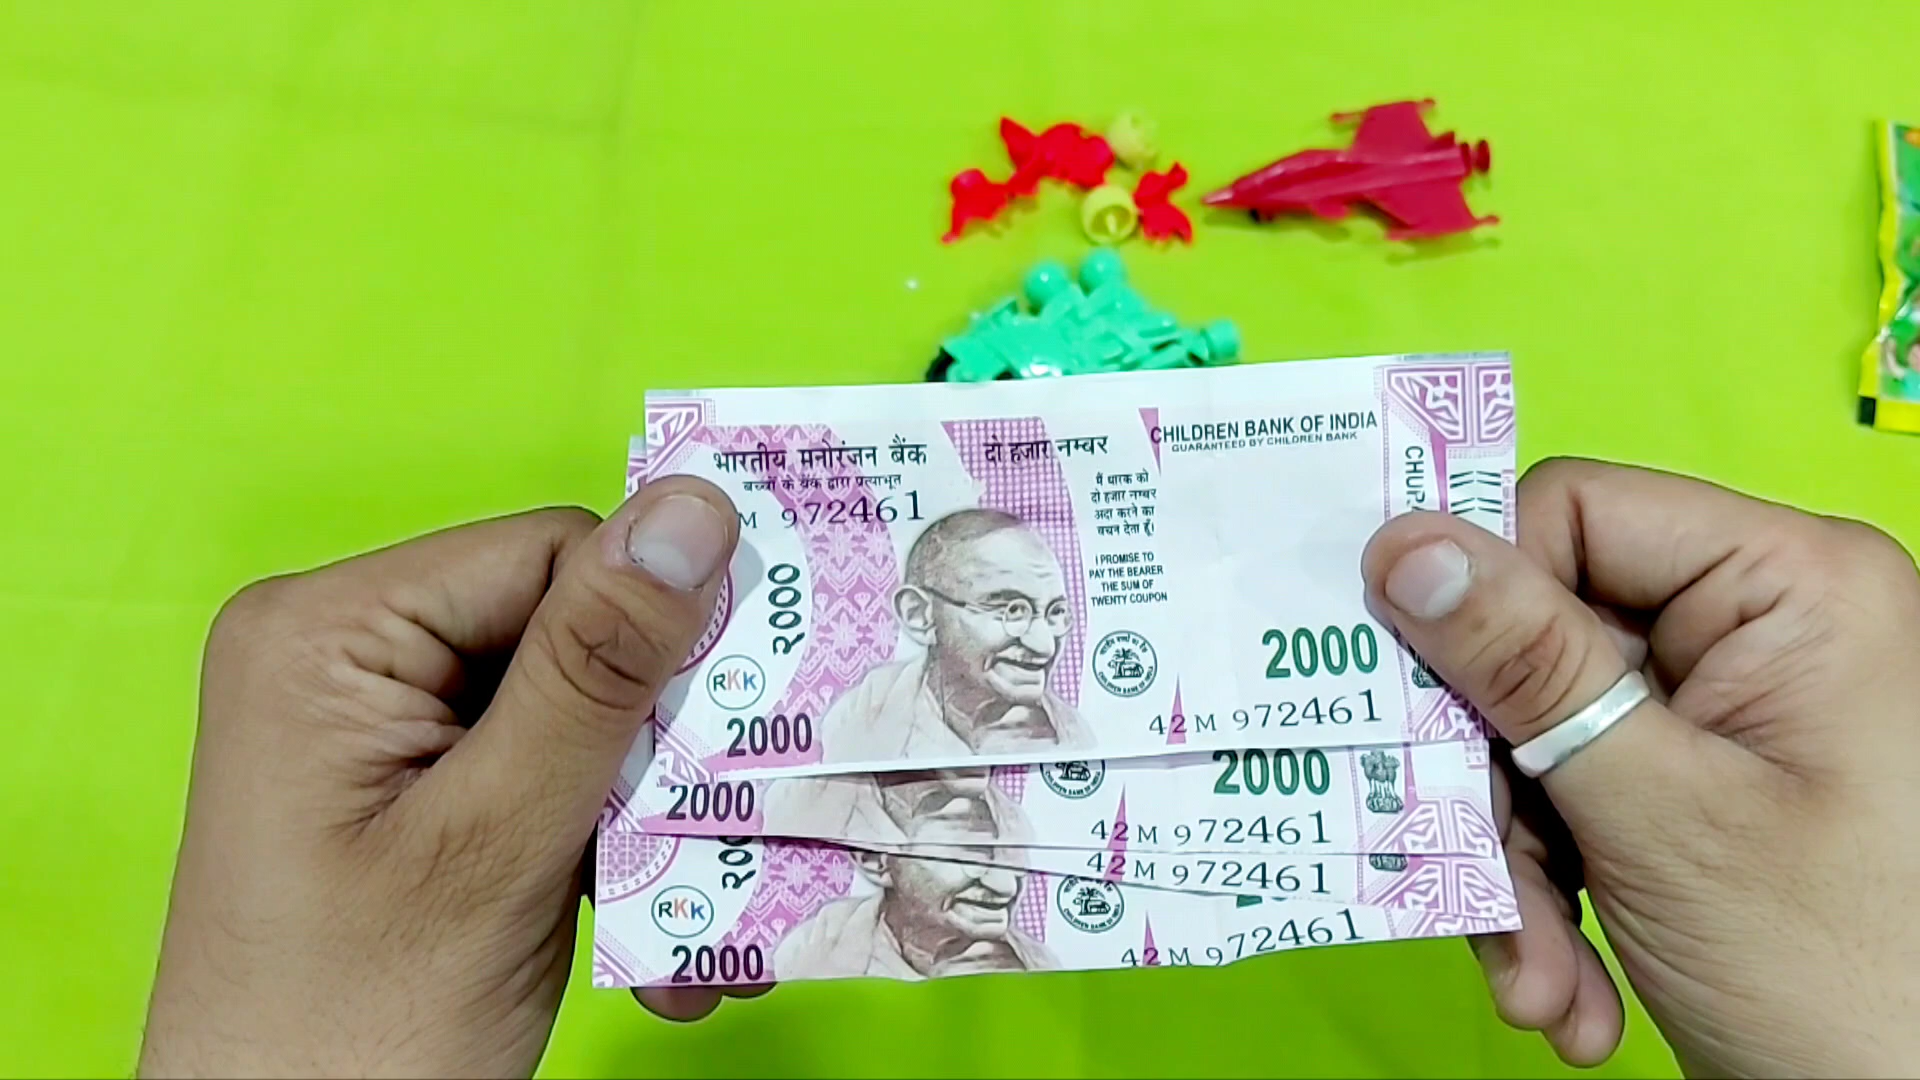 भारतीय मनोरंजन बैंक
बच्चों के बैंक द्वारा प्रत्याभूत
M 972461
दो हजार नम्बर
CHILDREN BANK OF INDIA
GUARANTEED BY CHILDREN BANK
मैं धारक को
दो हजार नम्बर
अदा करने का
वचन देता हूँ।
I PROMISE TO
PAY THE BEARER
THE SUM OF
TWENTY COUPON
२०००
RKK
2000
2000
42M 972461
2000
2000
42M 972461
42M 972461
RKK
2000
42M 972461